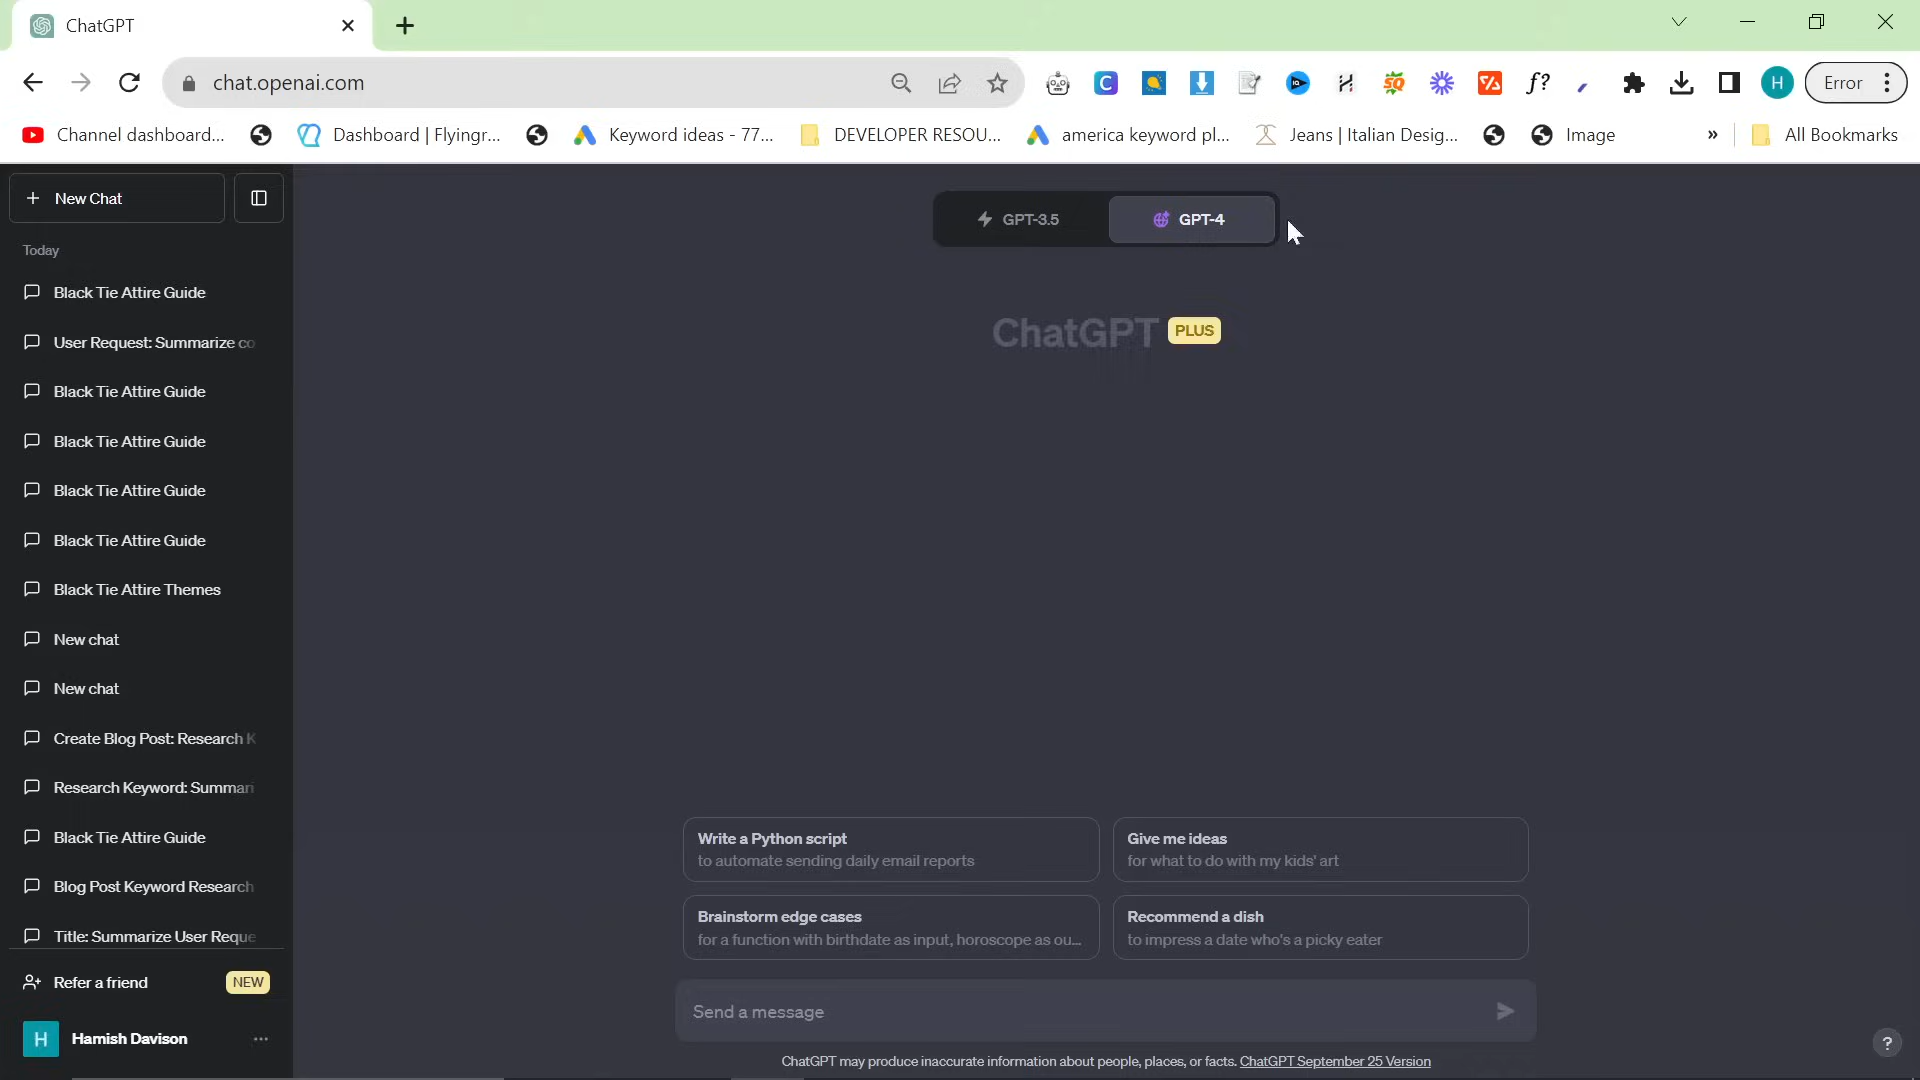 ChatGPT
chat.openai.com
Error
Channel dashboard...
Dashboard | Flyingr...
Keyword ideas - 77...
DEVELOPER RESOU...
america keyword pl...
Jeans | Italian Desig...
Image
»
All Bookmarks
New Chat
GPT-3.5
GPT-4
Today
Black Tie Attire Guide
User Request: Summarize co
Black Tie Attire Guide
Black Tie Attire Guide
Black Tie Attire Guide
Black Tie Attire Guide
Black Tie Attire Themes
New chat
New chat
Create Blog Post: Research K
Research Keyword: Summari
Black Tie Attire Guide
Blog Post Keyword Research
Title: Summarize User Reque
Refer a friend
NEW
H
Hamish Davison
ChatGPT PLUS
Write a Python script
to automate sending daily email reports
Give me ideas
for what to do with my kids' art
Brainstorm edge cases
for a function with birthdate as input, horoscope as ou...
Recommend a dish
to impress a date who's a picky eater
Send a message
ChatGPT may produce inaccurate information about people, places, or facts. ChatGPT September 25 Version
?